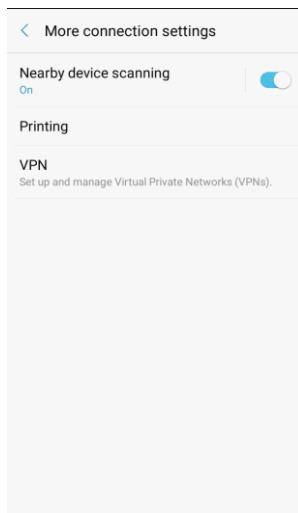 More connection settings
Nearby device scanning
On
Printing
VPN
Set up and manage Virtual Private Networks (VPNs).